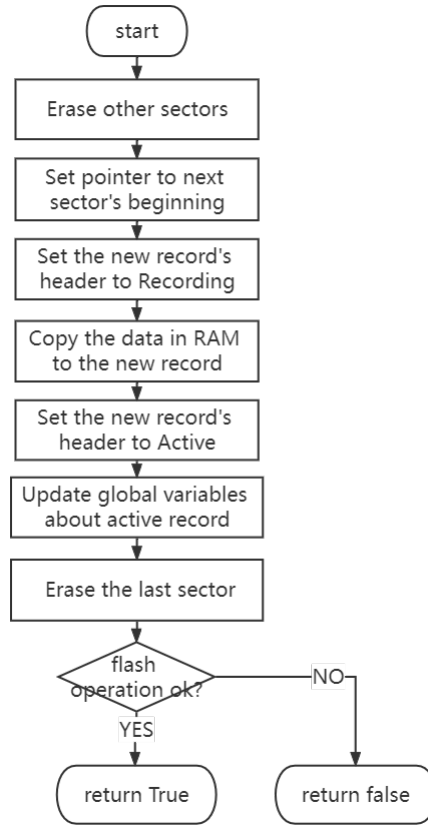 start
Erase other sectors
Set pointer to next
sector's beginning
Set the new record's
header to Recording
Copy the data in RAM
to the new record
Set the new record's
header to Active
Update global variables
about active record
Erase the last sector
flash
operation ok?
NO
YES
return True
return false